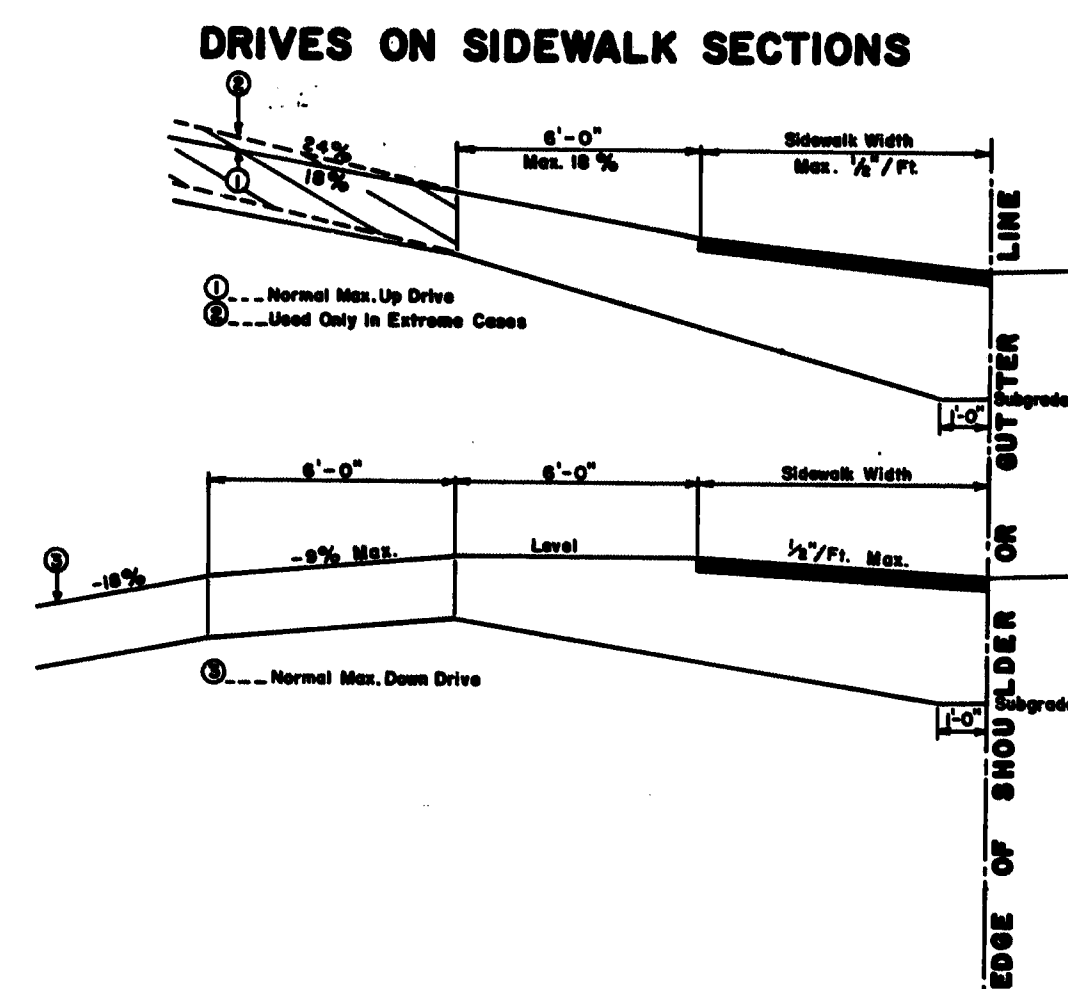 DRIVES ON SIDEWALK SECTIONS
②
24%
18%
①
6'-0"
Max. 18 %
Sidewalk Width
Max. ½"/Ft.
① --- Normal Max. Up Drive
② --- Used Only In Extreme Cases
Subgrade
1'-0"
6'-0"
6'-0"
Sidewalk Width
③
-18%
-9% Max.
Level
½"/Ft. Max.
③ --- Normal Max. Down Drive
Subgrade
1'-0"
EDGE OF SHOULDER OR GUTTER LINE